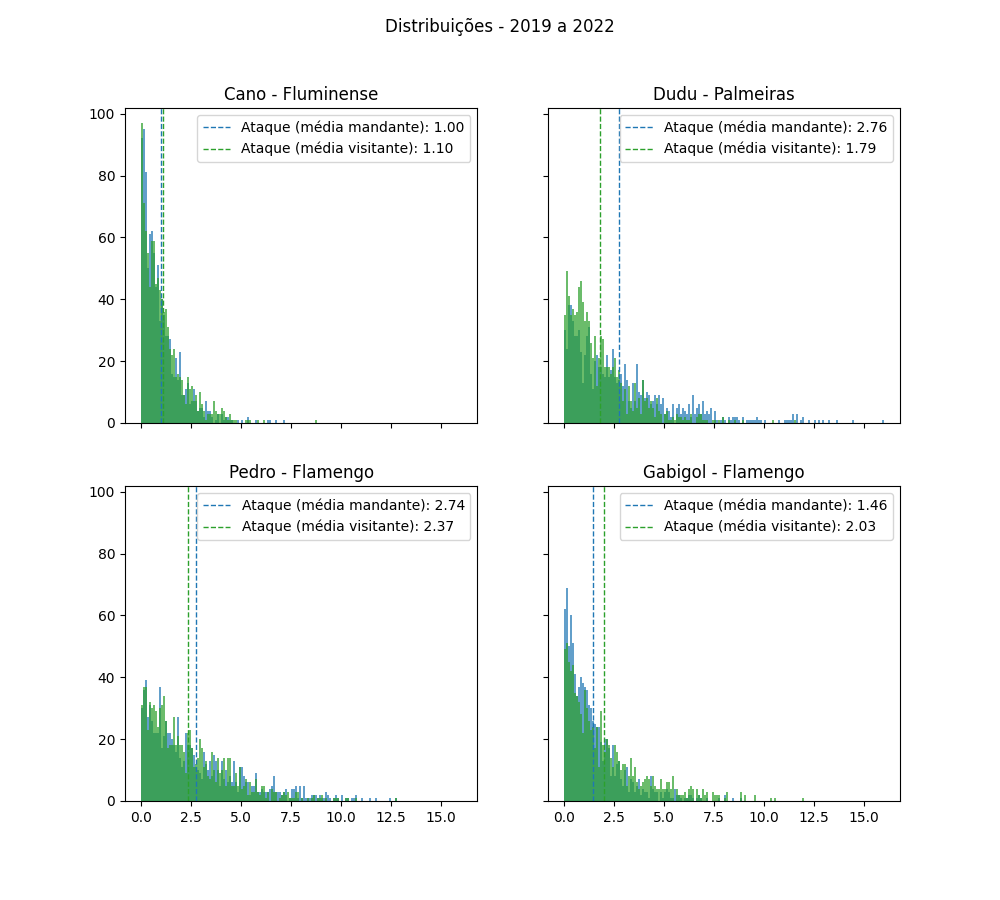 Distribuições - 2019 a 2022
Cano - Fluminense
Ataque (média mandante): 1.00
Ataque (média visitante): 1.10
100
80
60
40
20
0
Dudu - Palmeiras
Ataque (média mandante): 2.76
Ataque (média visitante): 1.79
Pedro - Flamengo
Ataque (média mandante): 2.74
Ataque (média visitante): 2.37
100
80
60
40
20
0
0.0 2.5 5.0 7.5 10.0 12.5 15.0
Gabigol - Flamengo
Ataque (média mandante): 1.46
Ataque (média visitante): 2.03
0.0 2.5 5.0 7.5 10.0 12.5 15.0